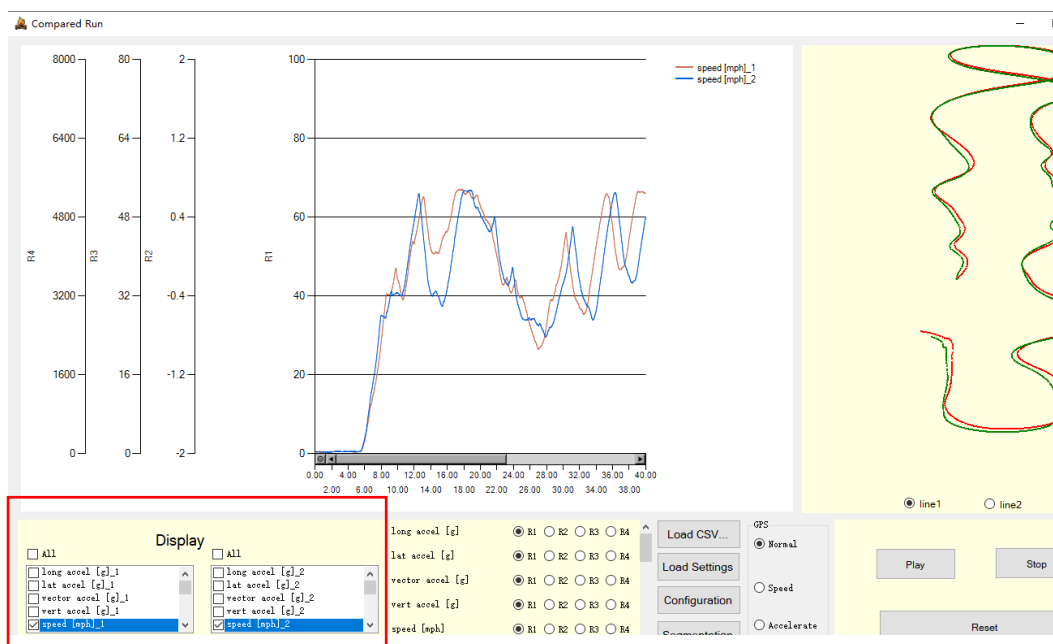 Compared Run
speed [mph]_1
speed [mph]_2
8000 80 2 100
6400 64 1.2 80
4800 48 0.4 60
R4 R3 R2 R1
3200 32 -0.4 40
1600 16 -1.2 20
0 0 -2 0
0.00 4.00 8.00 12.00 16.00 20.00 24.00 28.00 32.00 36.00 40.00
2.00 6.00 10.00 14.00 18.00 22.00 26.00 30.00 34.00 38.00
line1 line2
Display
All All
long accel [g]_1 long accel [g]_2
lat accel [g]_1 lat accel [g]_2
vector accel [g]_1 vector accel [g]_2
vert accel [g]_1 vert accel [g]_2
speed [mph]_1 speed [mph]_2
long accel [g] R1 R2 R3 R4
lat accel [g] R1 R2 R3 R4
vector accel [g] R1 R2 R3 R4
vert accel [g] R1 R2 R3 R4
speed [mph] R1 R2 R3 R4
Load CSV...
Load Settings
Configuration
Segmentation
GPS
Normal
Speed
Accelerate
Play Stop
Reset